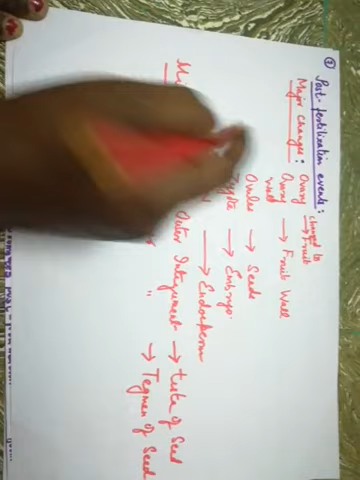 ② Post-fertilization events:
Major changes: Ovary changed to → Fruit
Ovary wall → Fruit Wall
Ovules → Seeds
→ Embryo.
→ Endosperm
Outer Integument → testa of Seed
" → Tegmen of Seed